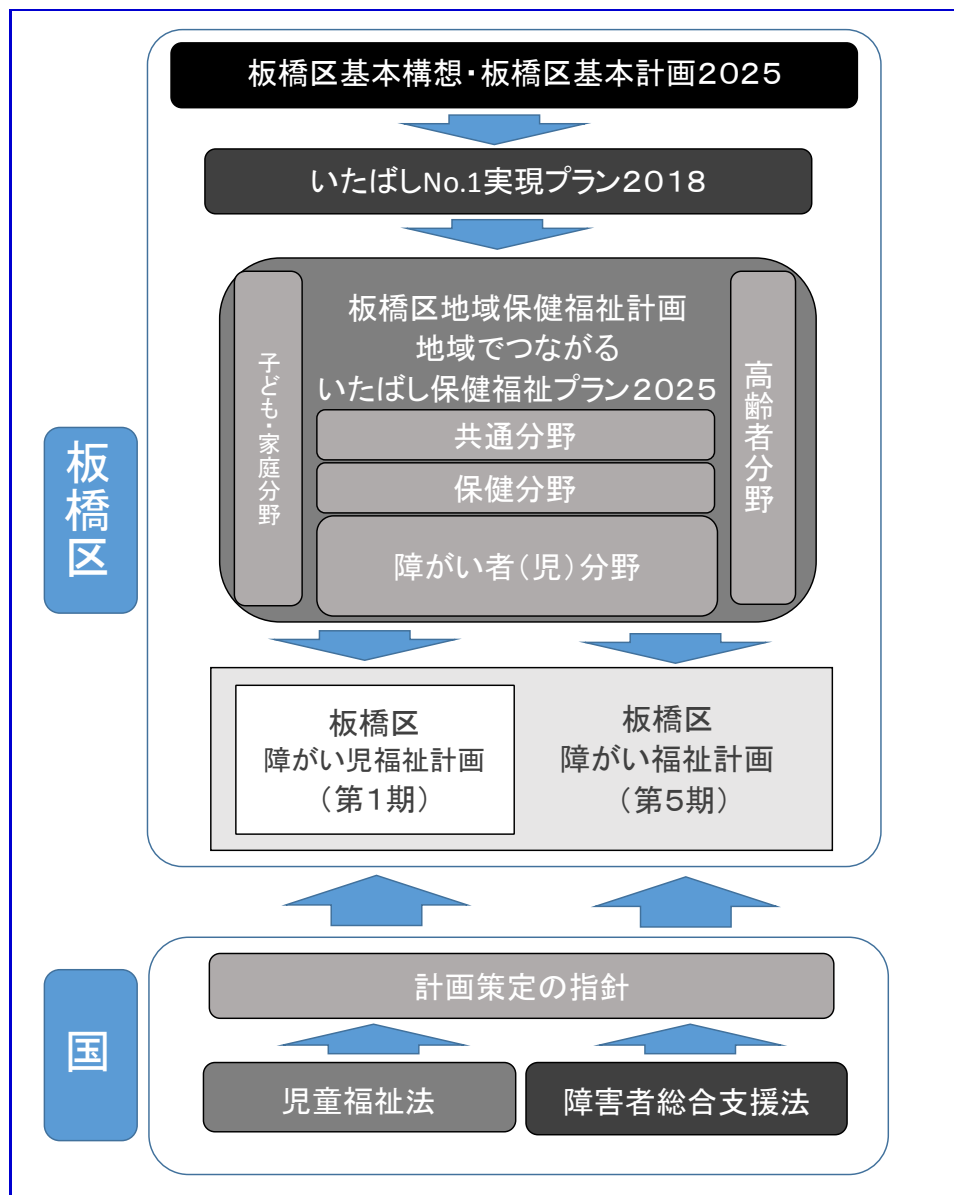 板橋区基本構想・板橋区基本計画２０２５
いたばしNo.1実現プラン２０１８
板橋区地域保健福祉計画
地域でつながる
いたばし保健福祉プラン２０２５
子ども・家庭分野
共通分野
保健分野
障がい者（児）分野
高齢者分野
板橋区
板橋区
障がい児福祉計画
（第１期）
板橋区
障がい福祉計画
（第５期）
国
計画策定の指針
児童福祉法
障害者総合支援法